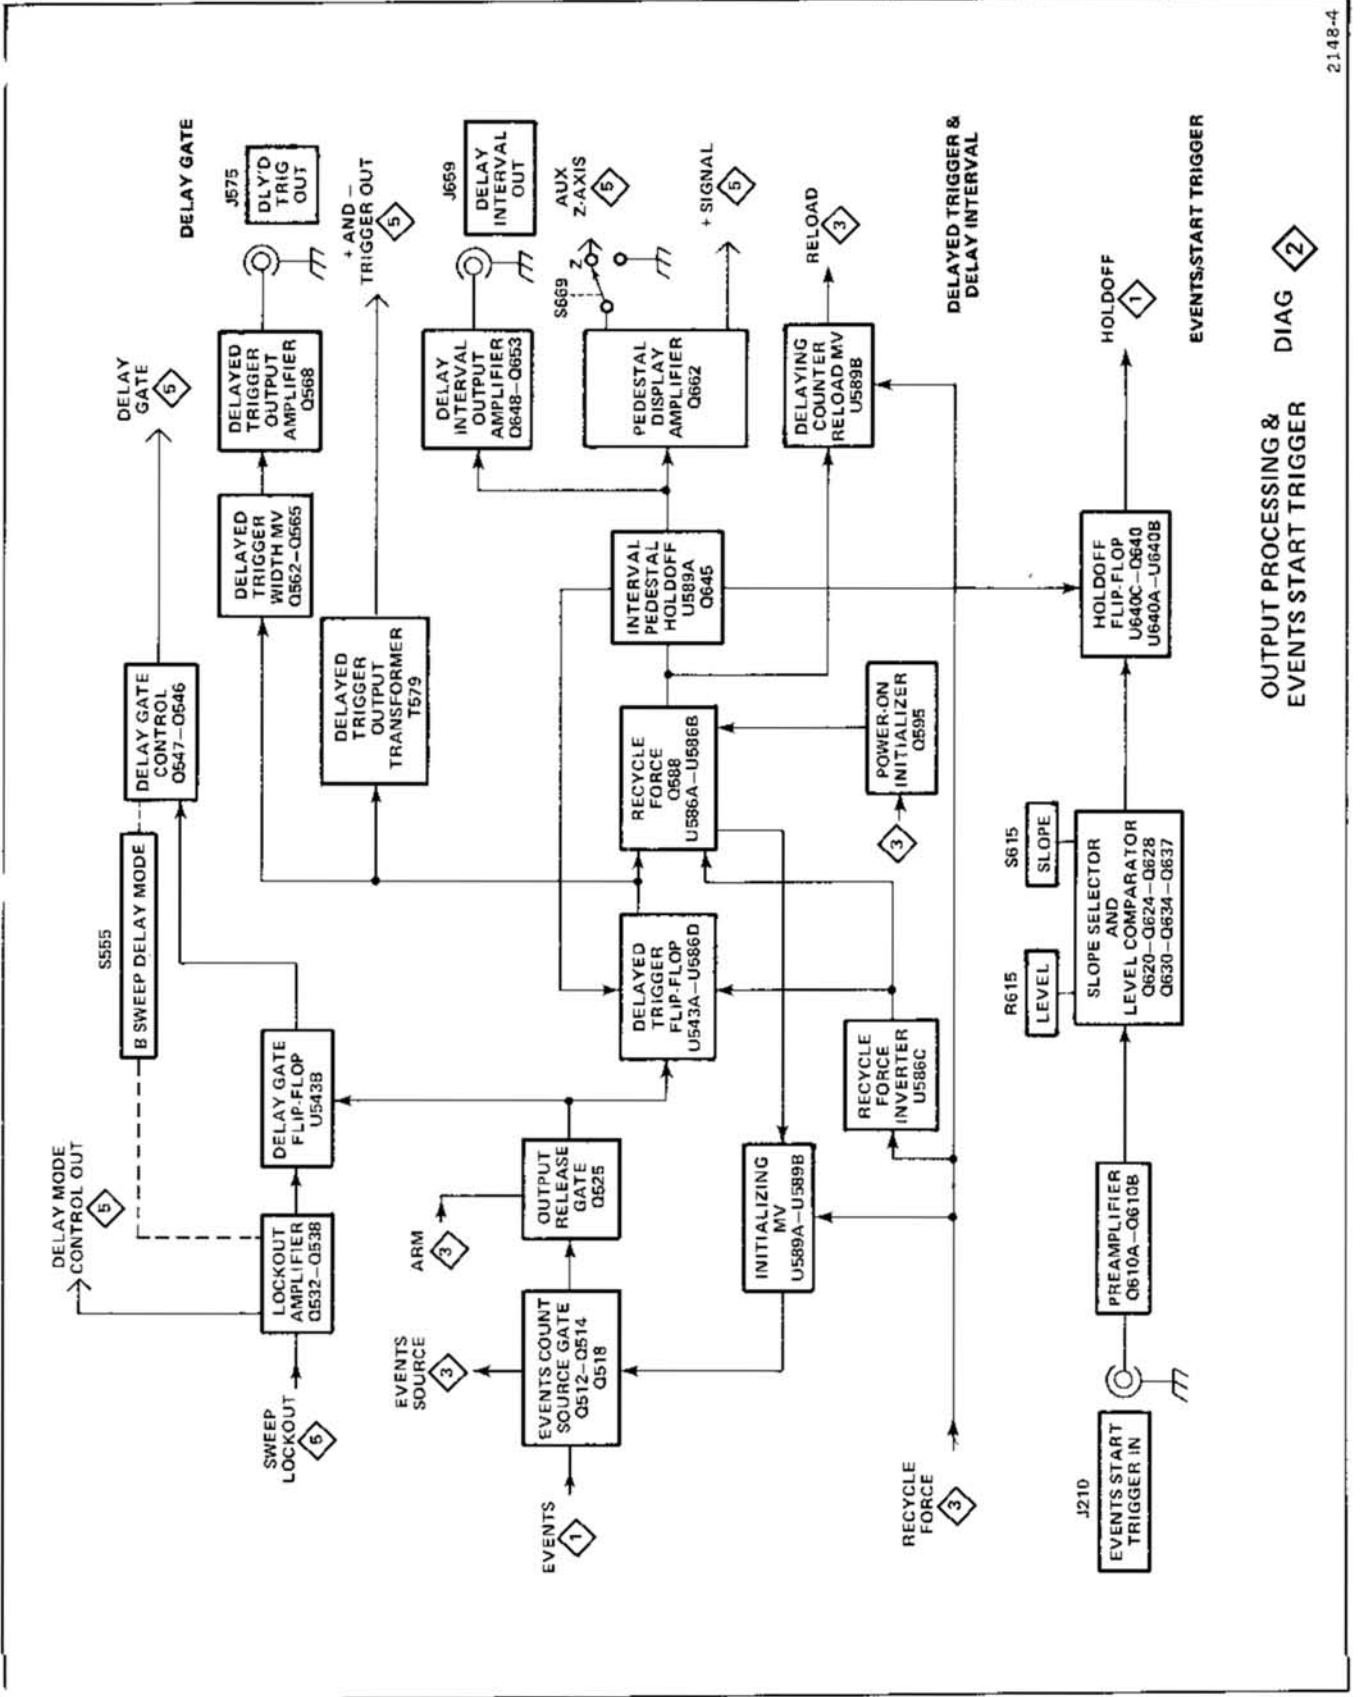 DELAY MODE
CONTROL OUT
5
S555
B SWEEP DELAY MODE
DELAY
GATE
5
DELAY GATE
SWEEP
LOCKOUT
5
LOCKOUT
AMPLIFIER
Q532–Q538
DELAY GATE
FLIP-FLOP
U543B
DELAY GATE
CONTROL
Q547–Q546
DELAYED
TRIGGER
WIDTH MV
Q562–Q565
DELAYED
TRIGGER
OUTPUT
AMPLIFIER
Q568
J575
DLY'D
TRIG
OUT
DELAYED
TRIGGER
OUTPUT
TRANSFORMER
T579
+ AND –
TRIGGER OUT
5
EVENTS
SOURCE
3
ARM
3
EVENTS
1
EVENTS COUNT
SOURCE GATE
Q512–Q514
Q518
OUTPUT
RELEASE
GATE
Q525
DELAYED
TRIGGER
FLIP-FLOP
U543A–U586D
RECYCLE
FORCE
Q588
U586A–U586B
INTERVAL
PEDESTAL
HOLDOFF
U589A
Q645
DELAY
INTERVAL
OUTPUT
AMPLIFIER
Q648–Q653
J659
DELAY
INTERVAL
OUT
PEDESTAL
DISPLAY
AMPLIFIER
Q662
S669
Z
AUX
Z-AXIS
5
+ SIGNAL
5
INITIALIZING
MV
U589A–U589B
RECYCLE
FORCE
INVERTER
U586C
3
POWER-ON
INITIALIZER
Q595
DELAYING
COUNTER
RELOAD MV
U589B
RELOAD
3
RECYCLE
FORCE
3
DELAYED TRIGGER &
DELAY INTERVAL
J210
EVENTS START
TRIGGER IN
PREAMPLIFIER
Q610A–Q610B
R615
LEVEL
S615
SLOPE
SLOPE SELECTOR
AND
LEVEL COMPARATOR
Q620–Q624–Q628
Q630–Q634–Q637
HOLDOFF
FLIP-FLOP
U640C–Q640
U640A–U640B
HOLDOFF
1
EVENTS/START TRIGGER
OUTPUT PROCESSING &
EVENTS START TRIGGER
DIAG 2
2148-4